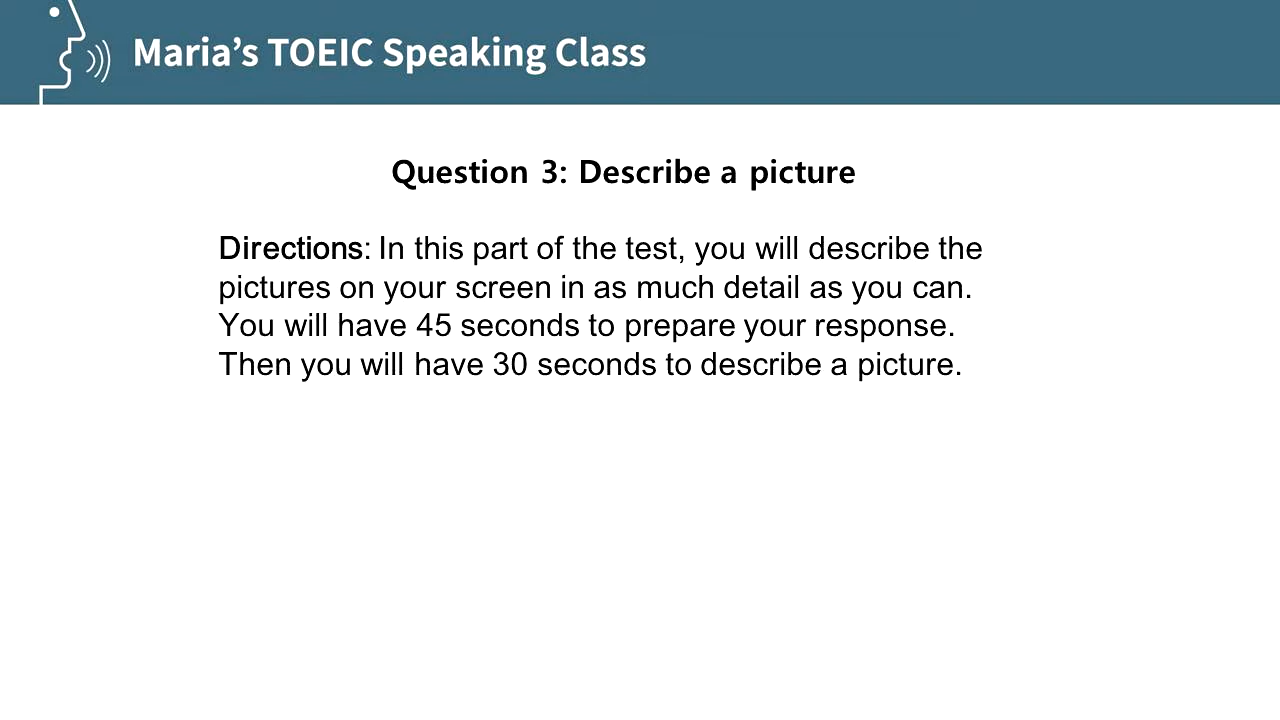 Maria’s TOEIC Speaking Class
Question 3: Describe a picture
Directions: In this part of the test, you will describe the
pictures on your screen in as much detail as you can.
You will have 45 seconds to prepare your response.
Then you will have 30 seconds to describe a picture.